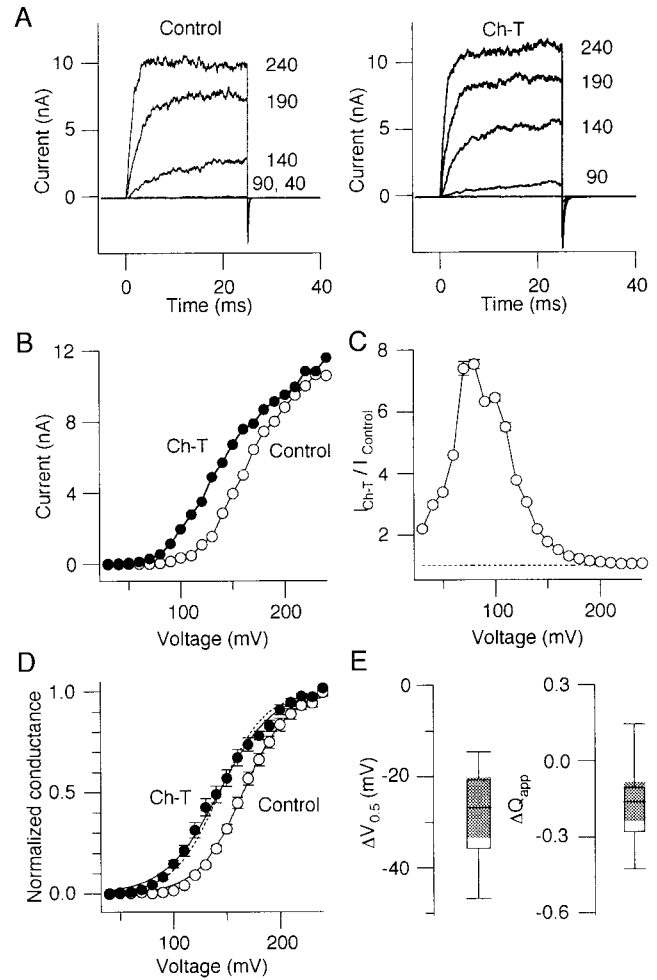 A
Control
Ch-T
Current (nA)
10
5
0
240
190
140
90, 40
0
20
40
Time (ms)
Current (nA)
10
5
0
240
190
140
90
0
20
40
Time (ms)
B
Current (nA)
12
8
4
0
Ch-T
Control
100
200
Voltage (mV)
C
I Ch-T / I Control
8
6
4
2
100
200
Voltage (mV)
D
Normalized conductance
1.0
0.5
0.0
Ch-T
Control
100
200
Voltage (mV)
E
ΔV0.5 (mV)
0
-20
-40
ΔQapp
0.3
0.0
-0.3
-0.6